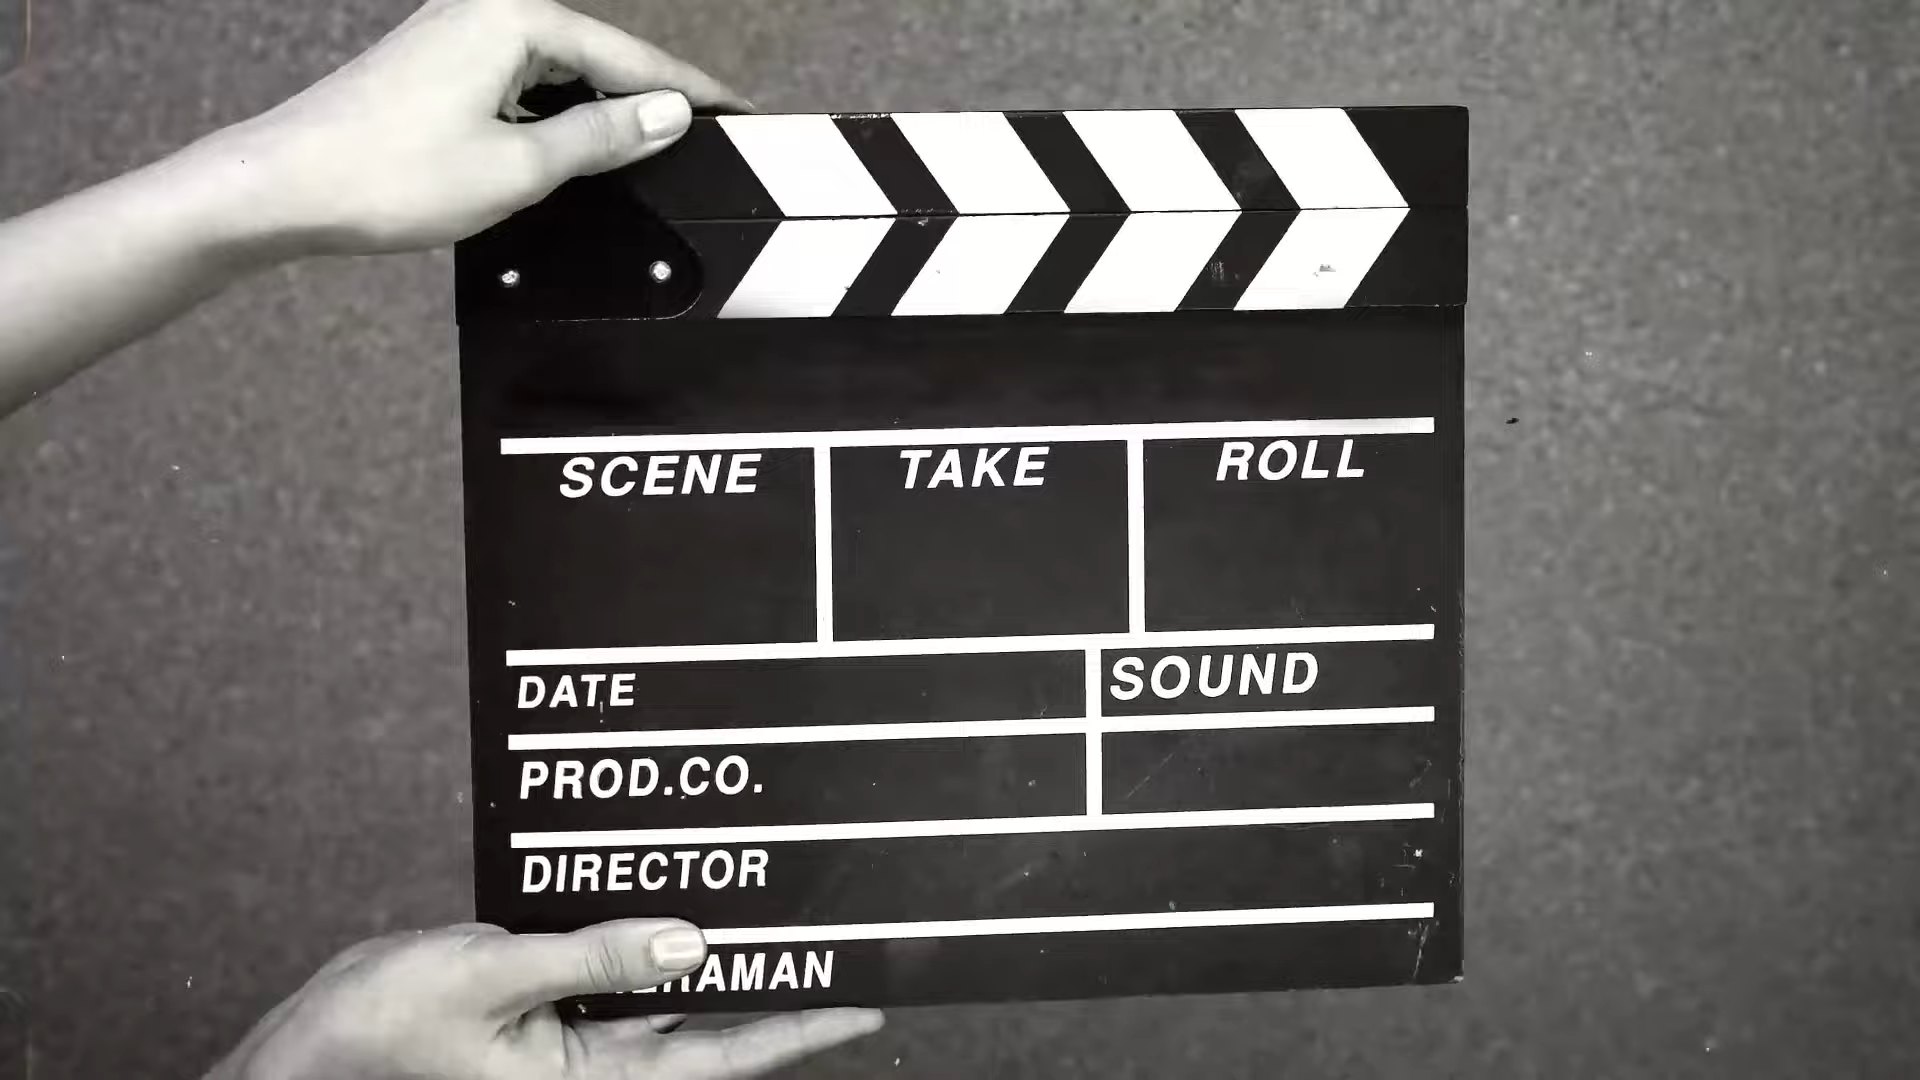 SCENE TAKE ROLL
DATE SOUND
PROD.CO.
DIRECTOR